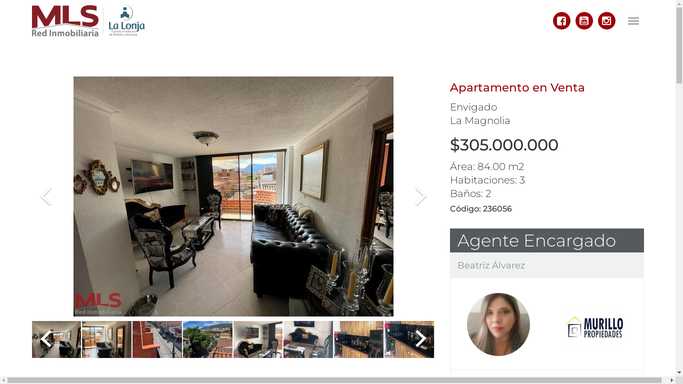 MLS
Red Inmobiliaria
La Lonja
Apartamento en Venta
Envigado
La Magnolia
$305.000.000
Área: 84.00 m2
Habitaciones: 3
Baños: 2
Código: 236056
Agente Encargado
Beatriz Álvarez
MURILLO
PROPIEDADES
MLS
Red Inmobiliaria